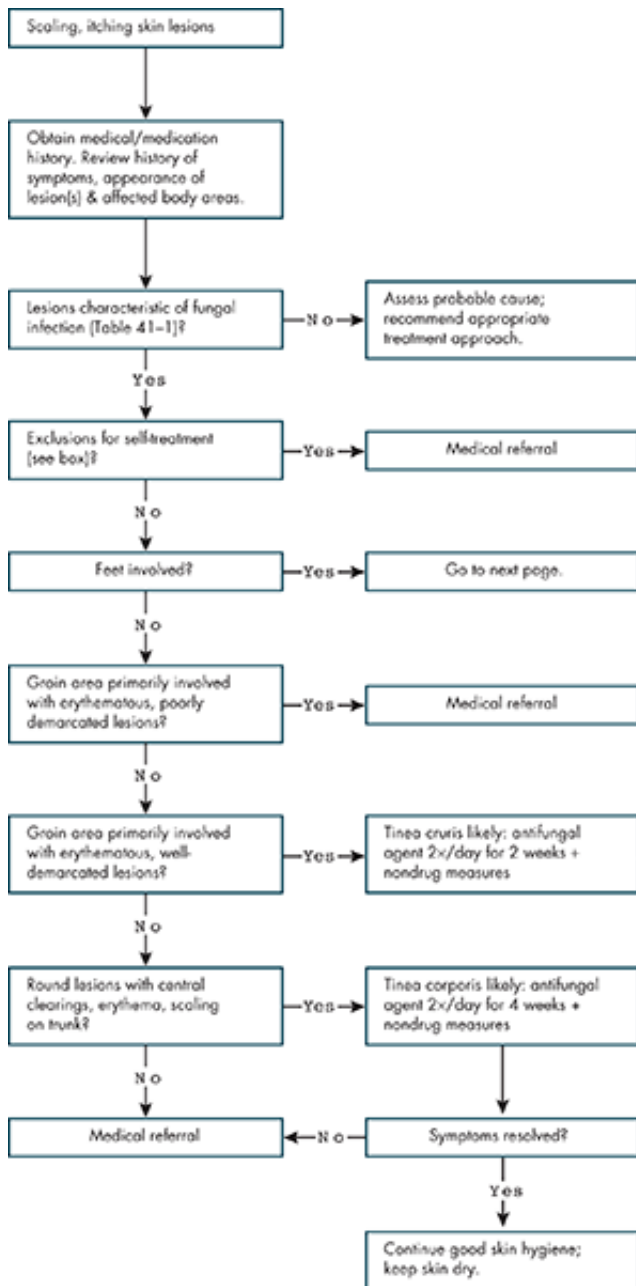 Scaling, itching skin lesions
Obtain medical/medication
history. Review history of
symptoms, appearance of
lesion(s) & affected body areas.
Lesions characteristic of fungal
infection (Table 41–1)?
No
Assess probable cause;
recommend appropriate
treatment approach.
Yes
Exclusions for self-treatment
(see box)?
Yes
Medical referral
No
Feet involved?
Yes
Go to next page.
No
Groin area primarily involved
with erythematous, poorly
demarcated lesions?
Yes
Medical referral
No
Groin area primarily involved
with erythematous, well-
demarcated lesions?
Yes
Tinea cruris likely: antifungal
agent 2×/day for 2 weeks +
nondrug measures
No
Round lesions with central
clearings, erythema, scaling
on trunk?
Yes
Tinea corporis likely: antifungal
agent 2×/day for 4 weeks +
nondrug measures
No
Medical referral
No
Symptoms resolved?
Yes
Continue good skin hygiene;
keep skin dry.